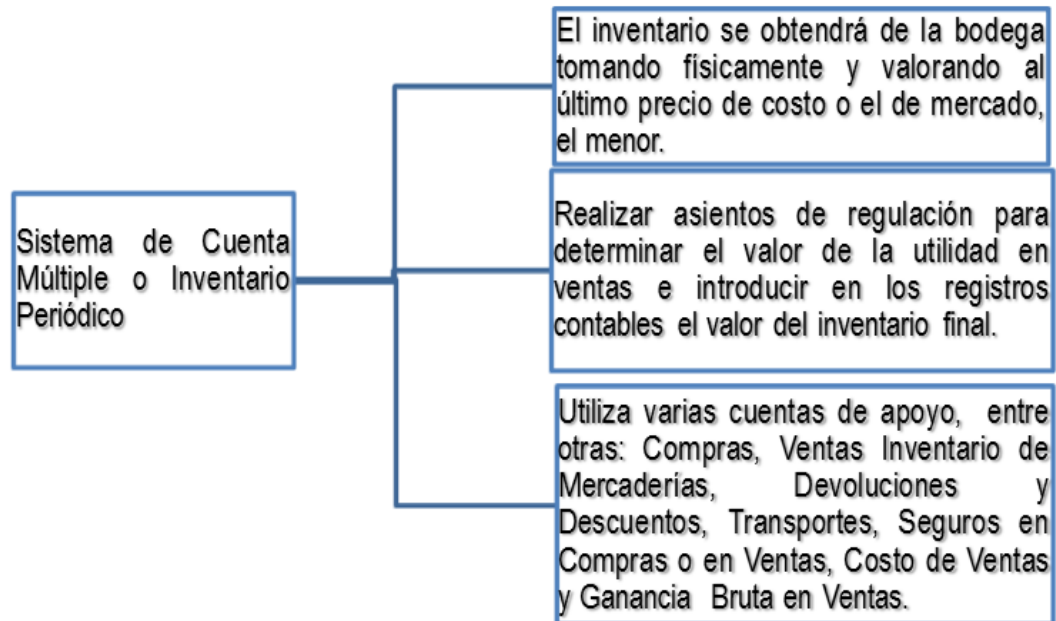 Sistema de Cuenta
Múltiple o Inventario
Periódico
El inventario se obtendrá de la bodega
tomando físicamente y valorando al
último precio de costo o el de mercado,
el menor.
Realizar asientos de regulación para
determinar el valor de la utilidad en
ventas e introducir en los registros
contables el valor del inventario final.
Utiliza varias cuentas de apoyo, entre
otras: Compras, Ventas Inventario de
Mercaderías, Devoluciones y
Descuentos, Transportes, Seguros en
Compras o en Ventas, Costo de Ventas
y Ganancia Bruta en Ventas.